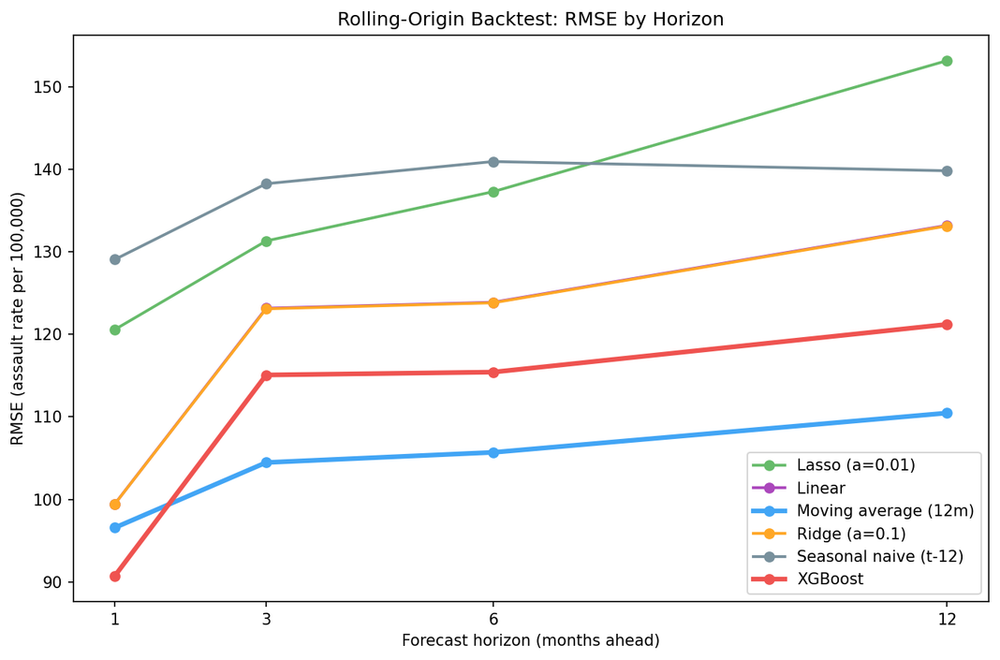 Rolling-Origin Backtest: RMSE by Horizon
RMSE (assault rate per 100,000)
150
140
130
120
110
100
90
1
3
6
12
Forecast horizon (months ahead)
Lasso (a=0.01)
Linear
Moving average (12m)
Ridge (a=0.1)
Seasonal naive (t-12)
XGBoost